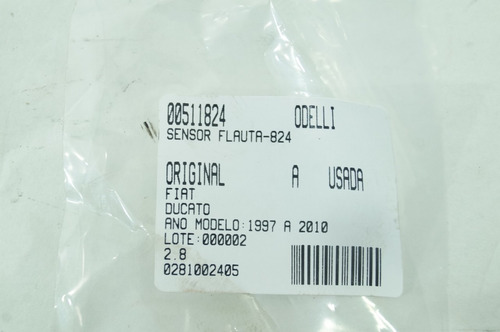 00511824 ODELLI
SENSOR FLAUTA-824
ORIGINAL A USADA
FIAT
DUCATO
ANO MODELO:1997 A 2010
LOTE:000002
2.8
0281002405